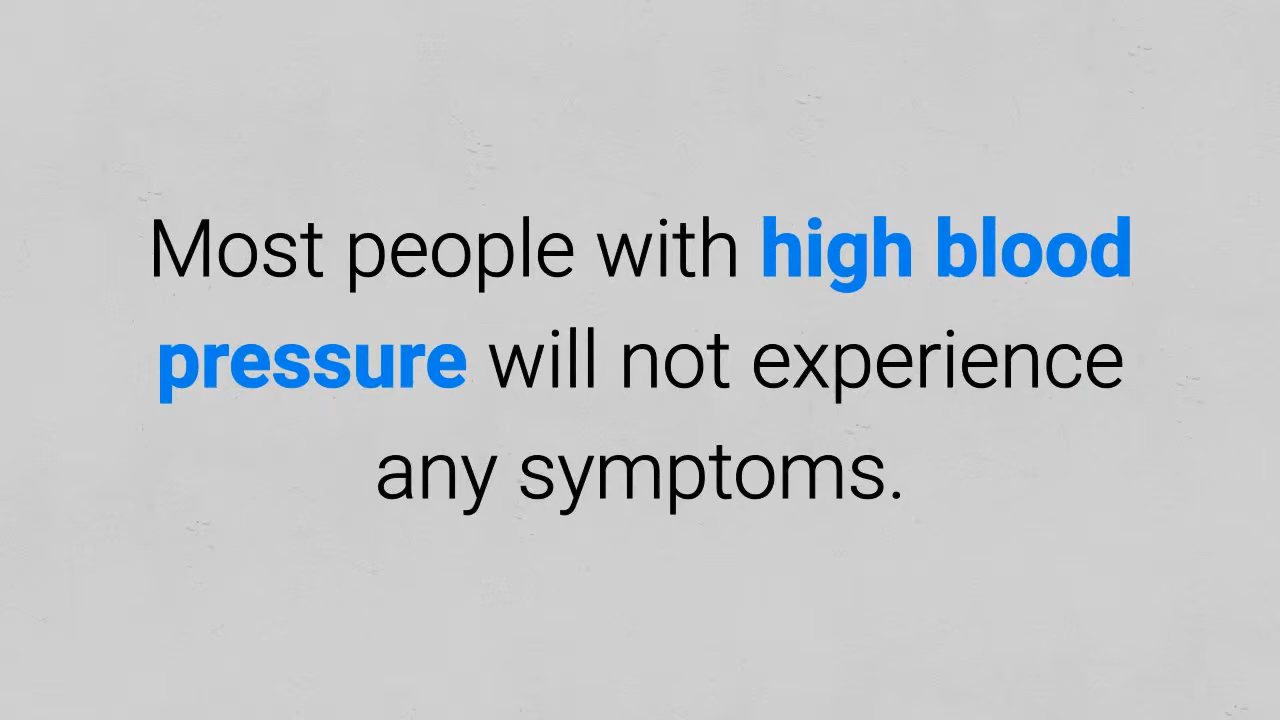 Most people with high blood
pressure will not experience
any symptoms.